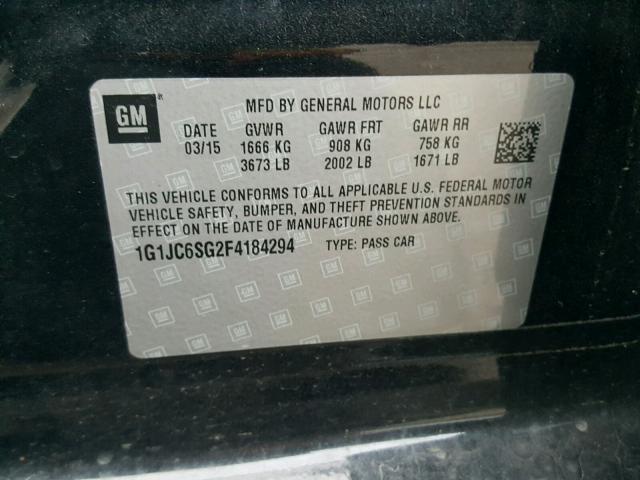 GM ®
MFD BY GENERAL MOTORS LLC
DATE GVWR GAWR FRT GAWR RR
03/15 1666 KG 908 KG 758 KG
3673 LB 2002 LB 1671 LB
THIS VEHICLE CONFORMS TO ALL APPLICABLE U.S. FEDERAL MOTOR
VEHICLE SAFETY, BUMPER, AND THEFT PREVENTION STANDARDS IN
EFFECT ON THE DATE OF MANUFACTURE SHOWN ABOVE.
1G1JC6SG2F4184294 TYPE: PASS CAR